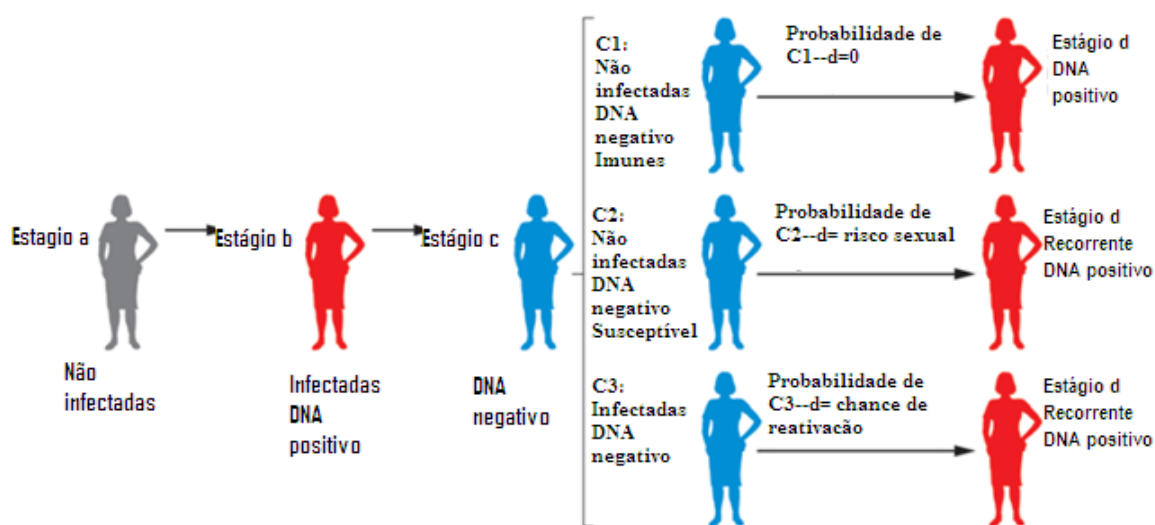 Estagio a
Não
infectadas
Estágio b
Infectadas
DNA
positivo
Estágio c
DNA
negativo
C1:
Não
infectadas
DNA
negativo
Imunes
Probabilidade de
C1--d=0
Estágio d
DNA
positivo
C2:
Não
infectadas
DNA
negativo
Susceptível
Probabilidade de
C2--d= risco sexual
Estágio d
Recorrente
DNA positivo
C3:
Infectadas
DNA
negativo
Probabilidade de
C3--d= chance de
reativacão
Estágio d
Recorrente
DNA positivo